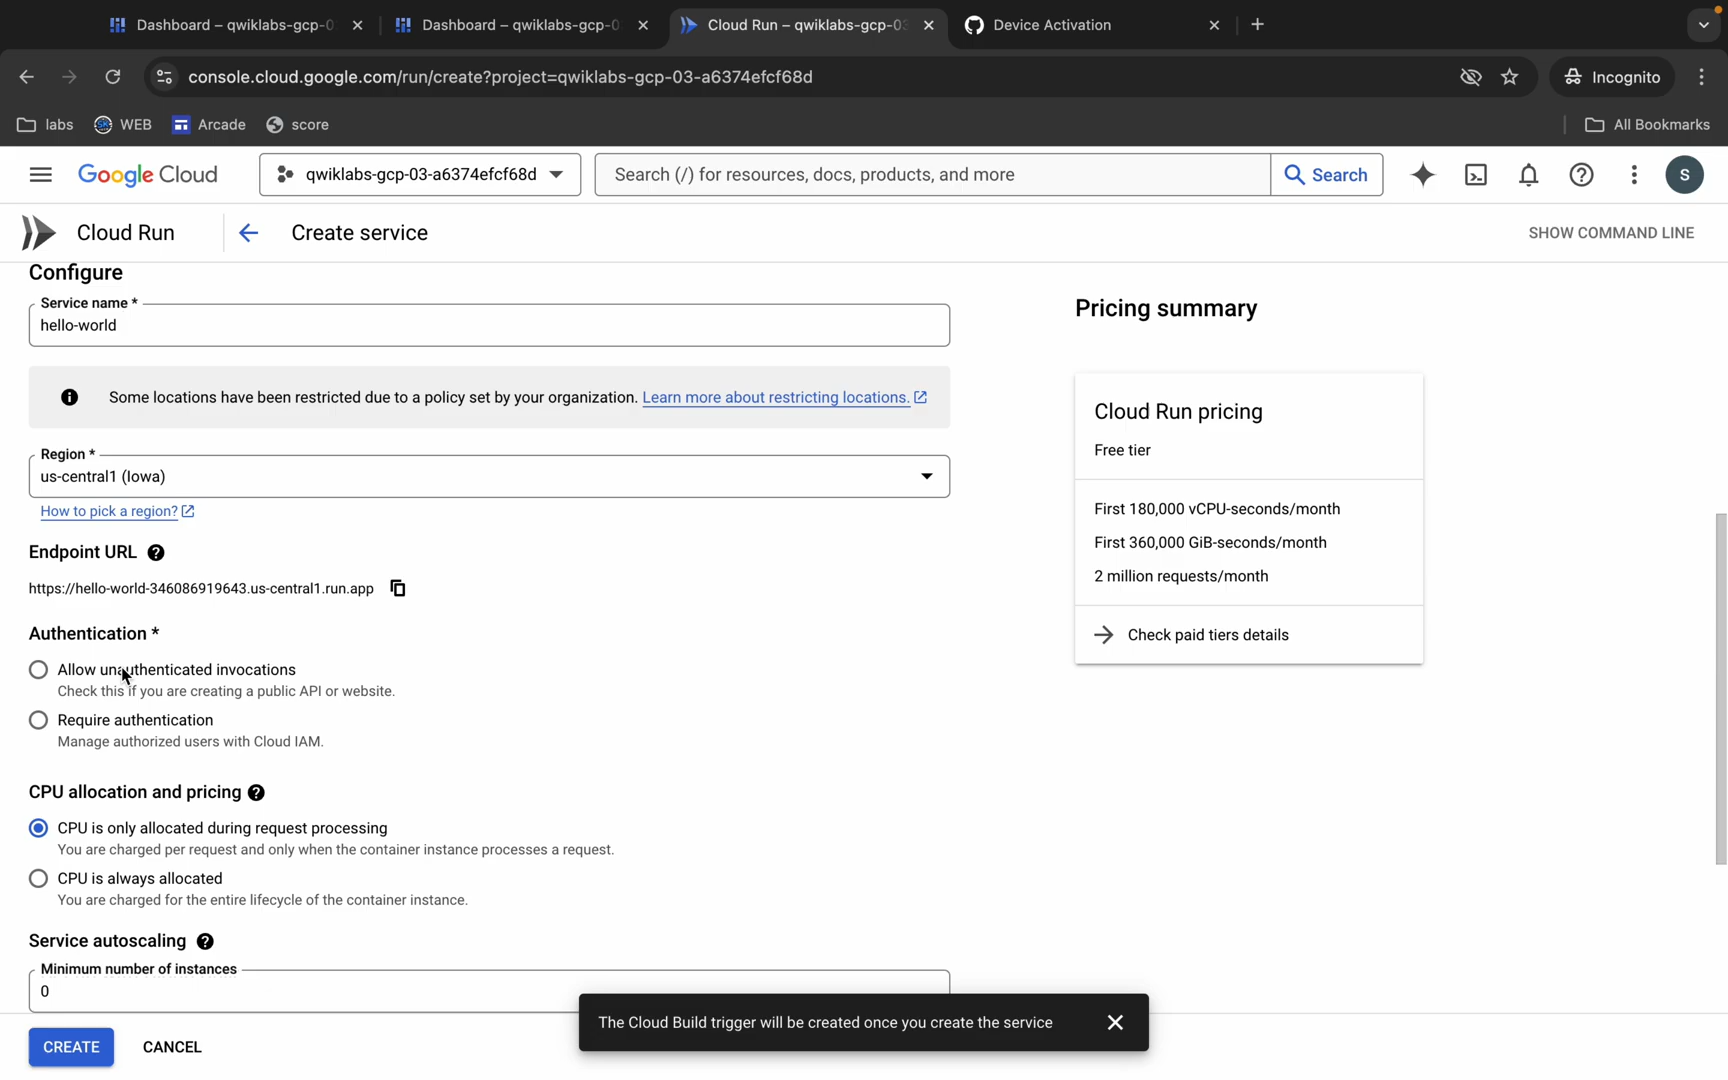 Dashboard – qwiklabs-gcp-0
Dashboard – qwiklabs-gcp-0
Cloud Run – qwiklabs-gcp-03
Device Activation
console.cloud.google.com/run/create?project=qwiklabs-gcp-03-a6374efcf68d
Incognito
labs
WEB
Arcade
score
All Bookmarks
Google Cloud
qwiklabs-gcp-03-a6374efcf68d
Search (/) for resources, docs, products, and more
Search
S
Cloud Run
Create service
SHOW COMMAND LINE
Configure
Service name *
hello-world
Some locations have been restricted due to a policy set by your organization. Learn more about restricting locations.
Region *
us-central1 (Iowa)
How to pick a region?
Endpoint URL
https://hello-world-346086919643.us-central1.run.app
Authentication *
Allow unauthenticated invocations
Check this if you are creating a public API or website.
Require authentication
Manage authorized users with Cloud IAM.
CPU allocation and pricing
CPU is only allocated during request processing
You are charged per request and only when the container instance processes a request.
CPU is always allocated
You are charged for the entire lifecycle of the container instance.
Service autoscaling
Minimum number of instances
0
Pricing summary
Cloud Run pricing
Free tier
First 180,000 vCPU-seconds/month
First 360,000 GiB-seconds/month
2 million requests/month
Check paid tiers details
The Cloud Build trigger will be created once you create the service
CREATE
CANCEL